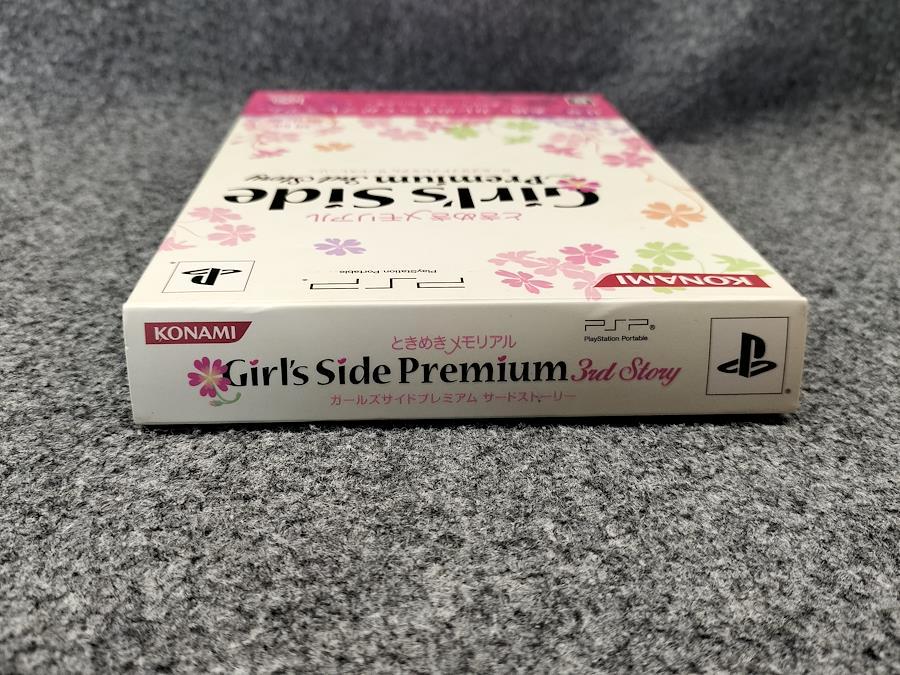 Premium 3rd Story
Girl's Side
ときめきメモリアル
PlayStation Portable
PSP
KONAMI
KONAMI
ときめきメモリアル
Girl's Side Premium 3rd Story
ガールズサイドプレミアム サードストーリー
PSP®
PlayStation Portable
®